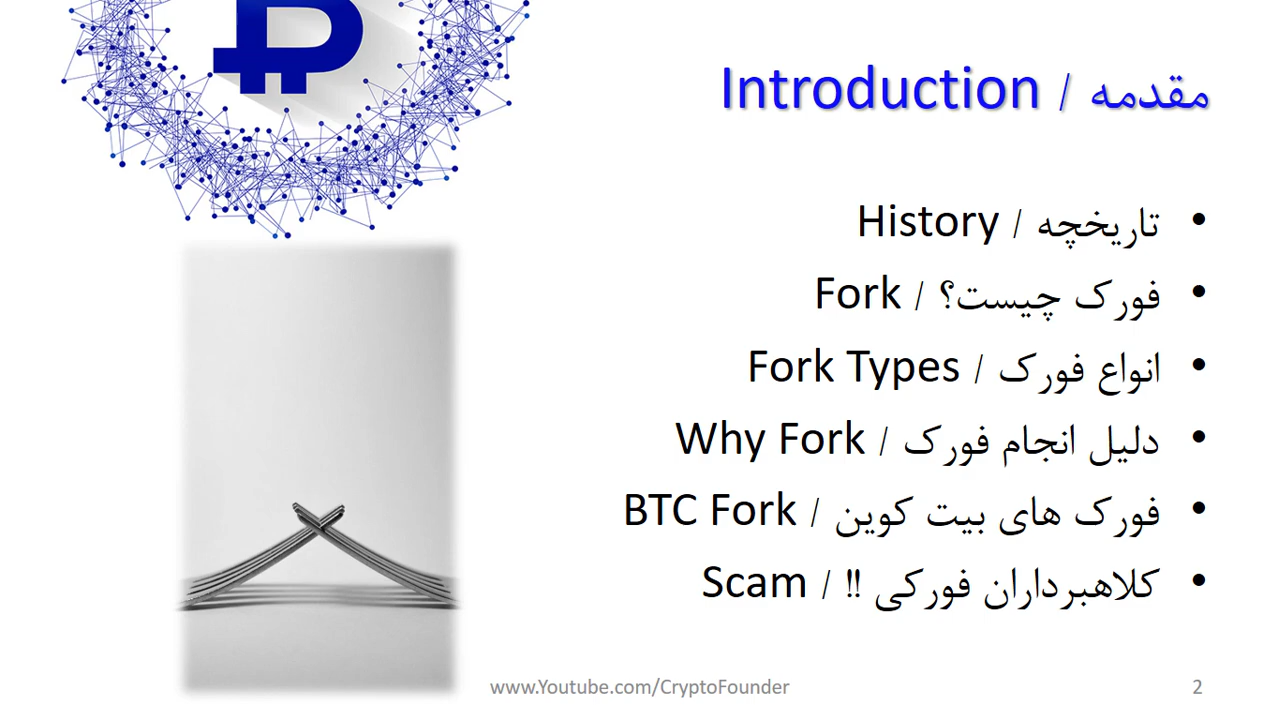 مقدمه / Introduction
• تاریخچه / History
• فورک چیست؟ / Fork
• انواع فورک / Fork Types
• دلیل انجام فورک / Why Fork
• فورک های بیت کوین / BTC Fork
• کلاهبرداران فورکی !! / Scam
www.Youtube.com/CryptoFounder
2